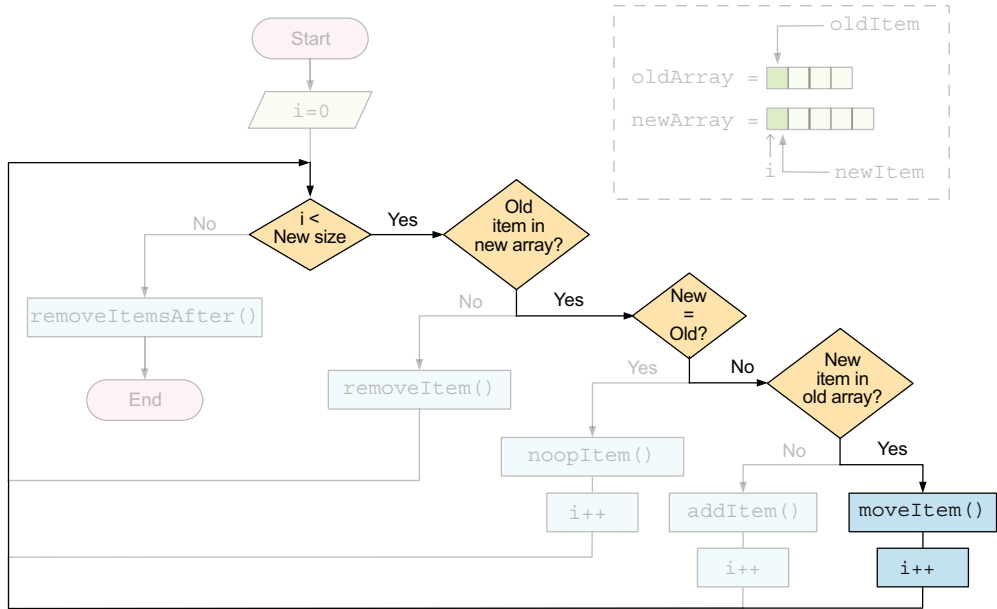 Start
i=0
oldItem
oldArray =
newArray =
i
newItem
i <
New size
Yes
No
Old
item in
new array?
removeItemsAfter()
End
No
Yes
removeItem()
New
=
Old?
Yes
No
noopItem()
i++
New
item in
old array?
No
Yes
addItem()
i++
moveItem()
i++